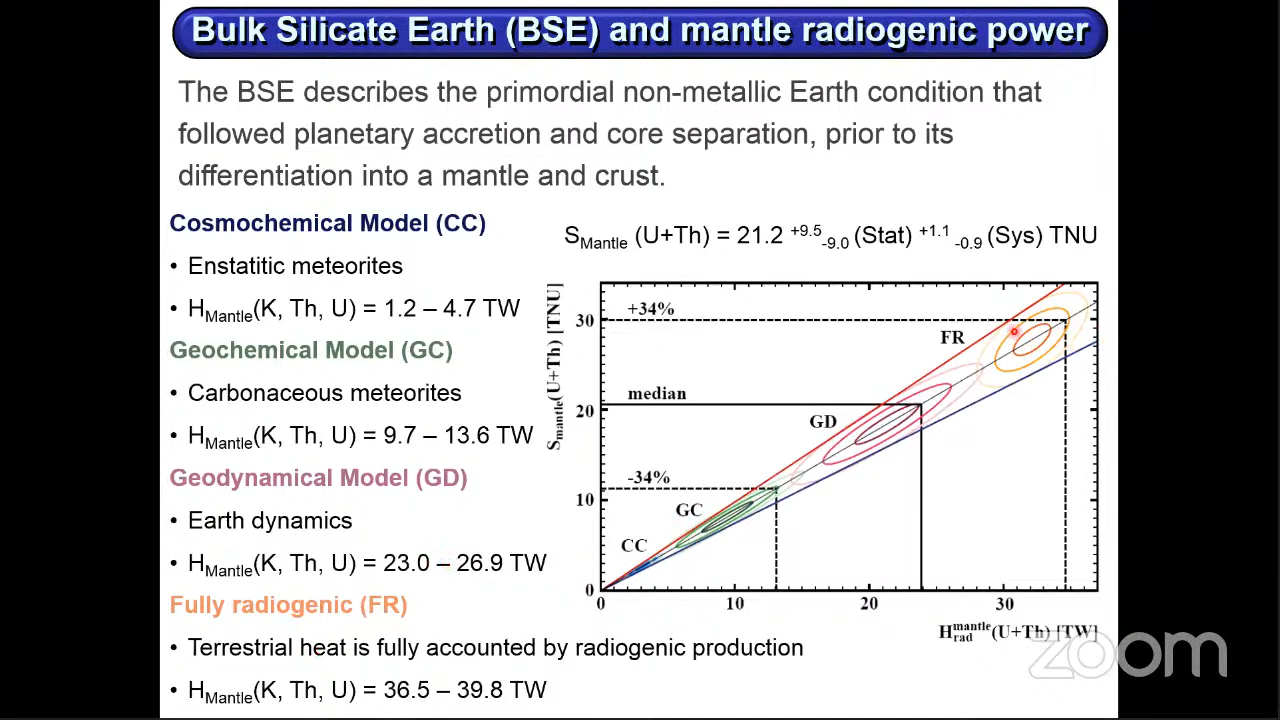 Bulk Silicate Earth (BSE) and mantle radiogenic power
The BSE describes the primordial non-metallic Earth condition that
followed planetary accretion and core separation, prior to its
differentiation into a mantle and crust.
Cosmochemical Model (CC)
• Enstatitic meteorites
• HMantle(K, Th, U) = 1.2 – 4.7 TW
Geochemical Model (GC)
• Carbonaceous meteorites
• HMantle(K, Th, U) = 9.7 – 13.6 TW
Geodynamical Model (GD)
• Earth dynamics
• HMantle(K, Th, U) = 23.0 – 26.9 TW
Fully radiogenic (FR)
• Terrestrial heat is fully accounted by radiogenic production
• HMantle(K, Th, U) = 36.5 – 39.8 TW
SMantle (U+Th) = 21.2 +9.5 -9.0 (Stat) +1.1 -0.9 (Sys) TNU
Smantle(U+Th) [TNU]
30
20
10
0
+34%
median
-34%
FR
GD
GC
CC
0 10 20 30
Hradmantle(U+Th) [TW]
zoom